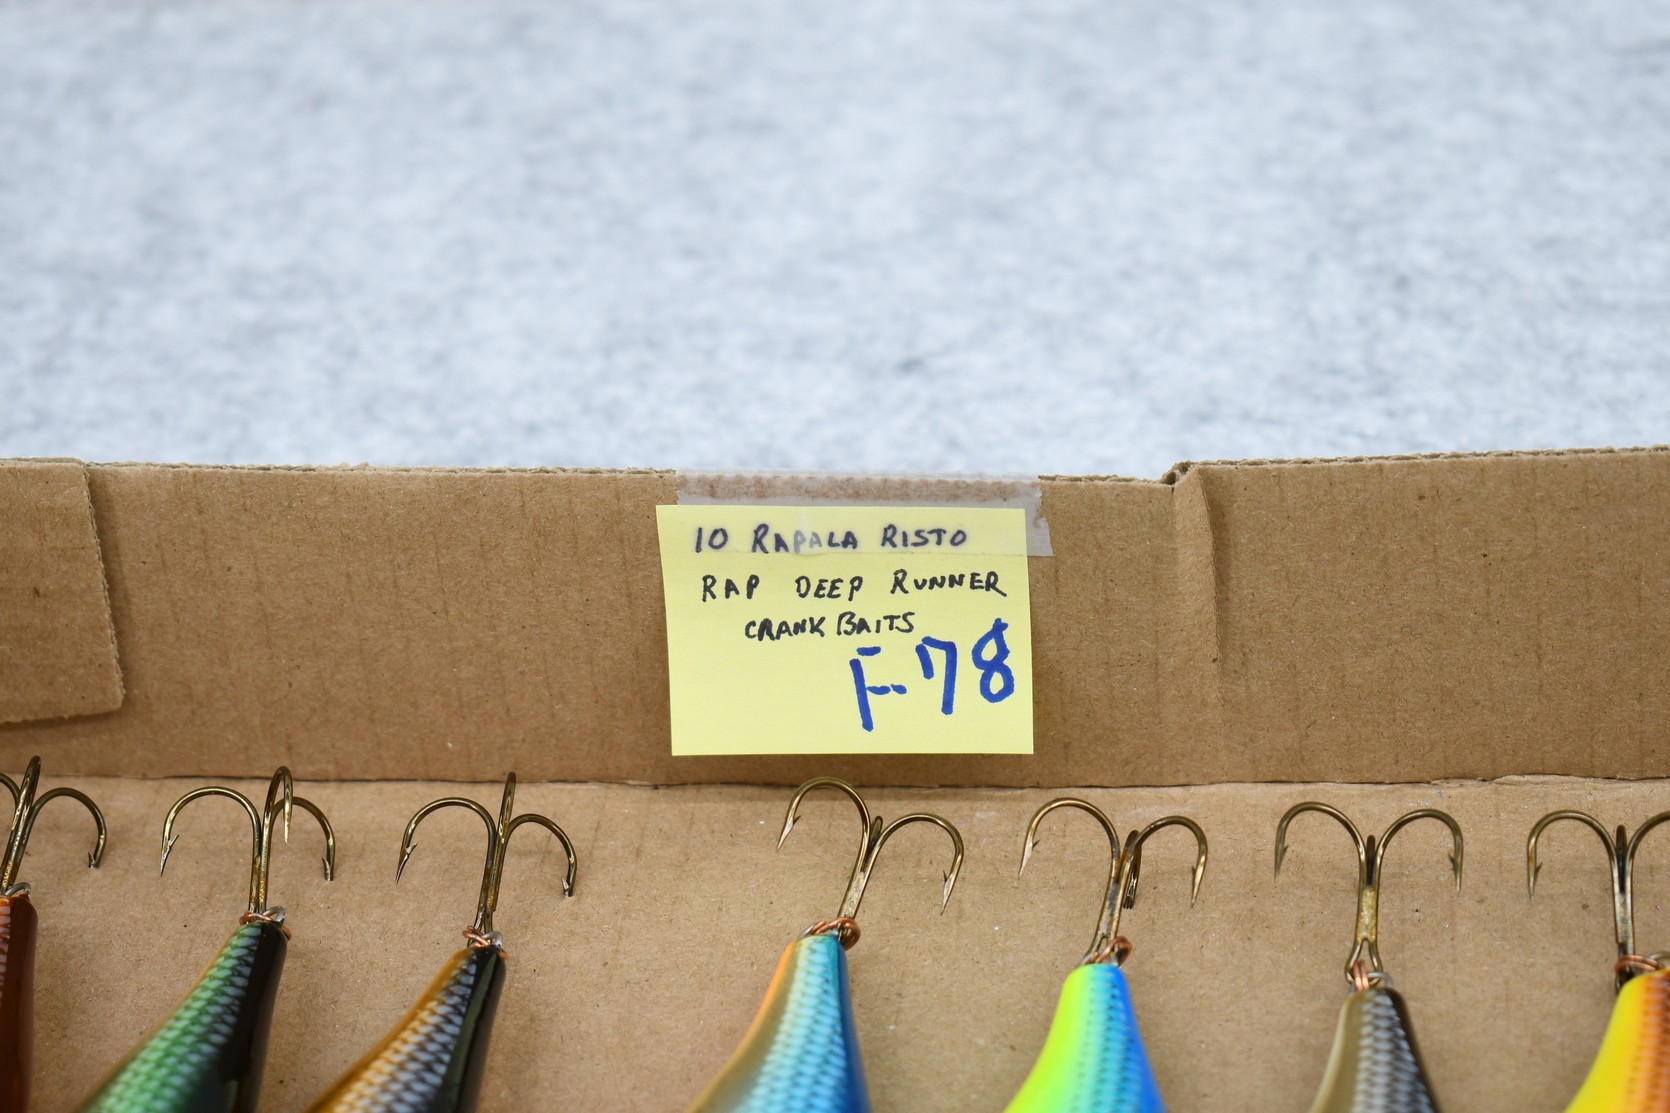 10 RAPALA RISTO
RAP DEEP RUNNER
CRANK BAITS
F-78